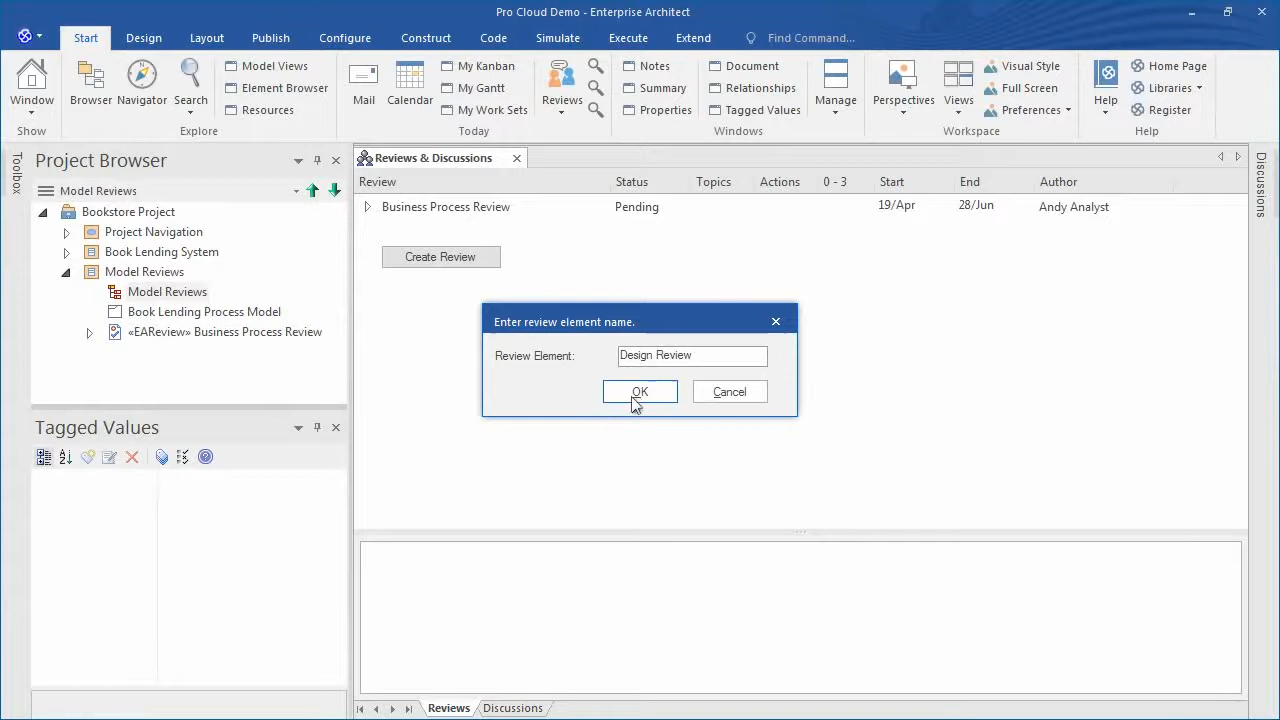 Pro Cloud Demo - Enterprise Architect
Start Design Layout Publish Configure Construct Code Simulate Execute Extend Find Command...
Window
Show
Browser Navigator Search
Model Views
Element Browser
Resources
Explore
Mail Calendar
My Kanban
My Gantt
My Work Sets
Reviews
Today
Notes
Summary
Properties
Document
Relationships
Tagged Values
Manage
Windows
Perspectives Views
Visual Style
Full Screen
Preferences
Workspace
Help
Home Page
Libraries
Register
Help
Toolbox
Project Browser
Model Reviews
Bookstore Project
Project Navigation
Book Lending System
Model Reviews
Model Reviews
Book Lending Process Model
«EAReview» Business Process Review
Tagged Values
Reviews & Discussions
Review Status Topics Actions 0 - 3 Start End Author
Business Process Review Pending 19/Apr 28/Jun Andy Analyst
Create Review
Enter review element name.
Review Element: Design Review
OK Cancel
Reviews Discussions
Discussions